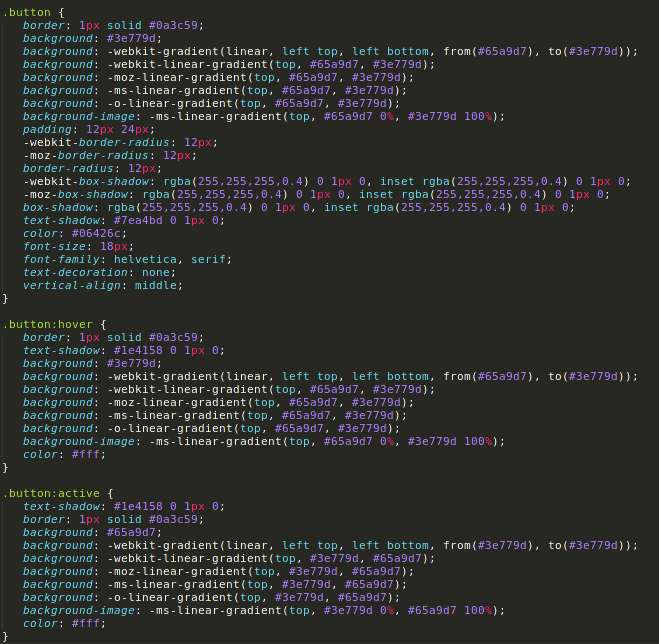 .button {
border: 1px solid #0a3c59;
background: #3e779d;
background: -webkit-gradient(linear, left top, left bottom, from(#65a9d7), to(#3e779d));
background: -webkit-linear-gradient(top, #65a9d7, #3e779d);
background: -moz-linear-gradient(top, #65a9d7, #3e779d);
background: -ms-linear-gradient(top, #65a9d7, #3e779d);
background: -o-linear-gradient(top, #65a9d7, #3e779d);
background-image: -ms-linear-gradient(top, #65a9d7 0%, #3e779d 100%);
padding: 12px 24px;
-webkit-border-radius: 12px;
-moz-border-radius: 12px;
border-radius: 12px;
-webkit-box-shadow: rgba(255,255,255,0.4) 0 1px 0, inset rgba(255,255,255,0.4) 0 1px 0;
-moz-box-shadow: rgba(255,255,255,0.4) 0 1px 0, inset rgba(255,255,255,0.4) 0 1px 0;
box-shadow: rgba(255,255,255,0.4) 0 1px 0, inset rgba(255,255,255,0.4) 0 1px 0;
text-shadow: #7ea4bd 0 1px 0;
color: #06426c;
font-size: 18px;
font-family: helvetica, serif;
text-decoration: none;
vertical-align: middle;
}
.button:hover {
border: 1px solid #0a3c59;
text-shadow: #1e4158 0 1px 0;
background: #3e779d;
background: -webkit-gradient(linear, left top, left bottom, from(#65a9d7), to(#3e779d));
background: -webkit-linear-gradient(top, #65a9d7, #3e779d);
background: -moz-linear-gradient(top, #65a9d7, #3e779d);
background: -ms-linear-gradient(top, #65a9d7, #3e779d);
background: -o-linear-gradient(top, #65a9d7, #3e779d);
background-image: -ms-linear-gradient(top, #65a9d7 0%, #3e779d 100%);
color: #fff;
}
.button:active {
text-shadow: #1e4158 0 1px 0;
border: 1px solid #0a3c59;
background: #65a9d7;
background: -webkit-gradient(linear, left top, left bottom, from(#3e779d), to(#3e779d));
background: -webkit-linear-gradient(top, #3e779d, #65a9d7);
background: -moz-linear-gradient(top, #3e779d, #65a9d7);
background: -ms-linear-gradient(top, #3e779d, #65a9d7);
background: -o-linear-gradient(top, #3e779d, #65a9d7);
background-image: -ms-linear-gradient(top, #3e779d 0%, #65a9d7 100%);
color: #fff;
}